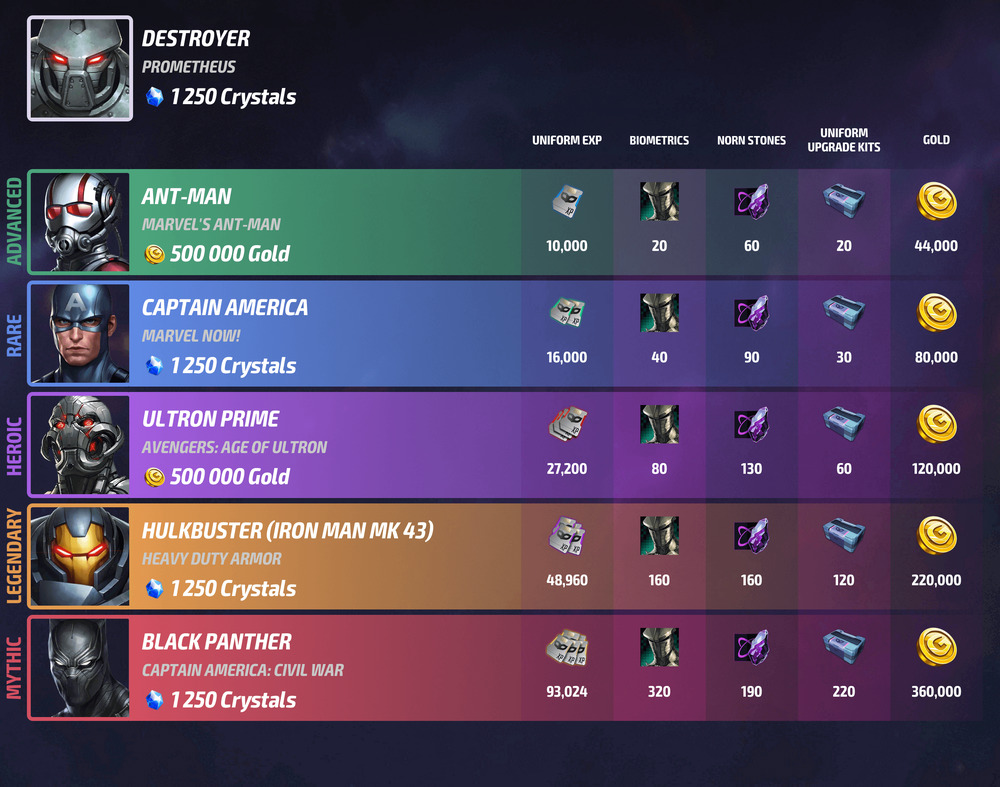 DESTROYER
PROMETHEUS
1 250 Crystals
UNIFORM EXP BIOMETRICS NORN STONES UNIFORM UPGRADE KITS GOLD
ADVANCED
ANT-MAN
MARVEL'S ANT-MAN
500 000 Gold
10,000 20 60 20 44,000
RARE
CAPTAIN AMERICA
MARVEL NOW!
1 250 Crystals
16,000 40 90 30 80,000
HEROIC
ULTRON PRIME
AVENGERS: AGE OF ULTRON
500 000 Gold
27,200 80 130 60 120,000
LEGENDARY
HULKBUSTER (IRON MAN MK 43)
HEAVY DUTY ARMOR
1 250 Crystals
48,960 160 160 120 220,000
MYTHIC
BLACK PANTHER
CAPTAIN AMERICA: CIVIL WAR
1 250 Crystals
93,024 320 190 220 360,000